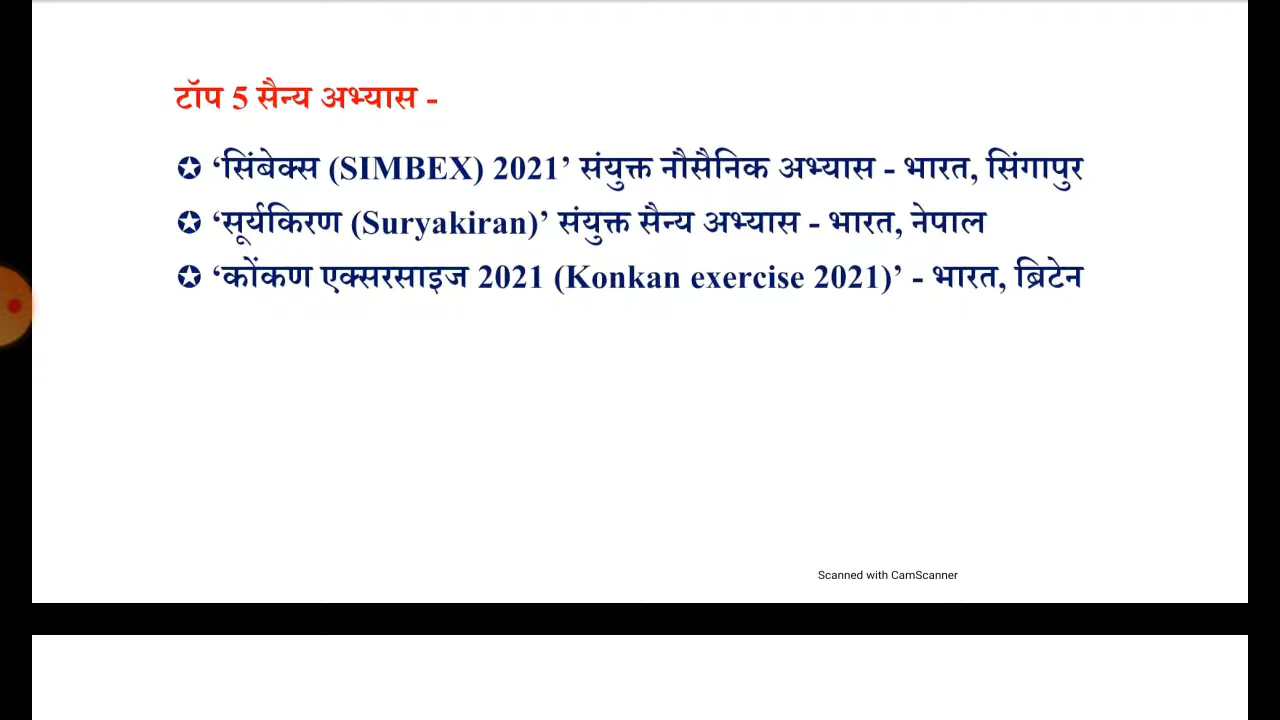 टॉप 5 सैन्य अभ्यास -
✪ ‘सिंबेक्स (SIMBEX) 2021’ संयुक्त नौसैनिक अभ्यास - भारत, सिंगापुर
✪ ‘सूर्यकिरण (Suryakiran)’ संयुक्त सैन्य अभ्यास - भारत, नेपाल
✪ ‘कोंकण एक्सरसाइज 2021 (Konkan exercise 2021)’ - भारत, ब्रिटेन
Scanned with CamScanner